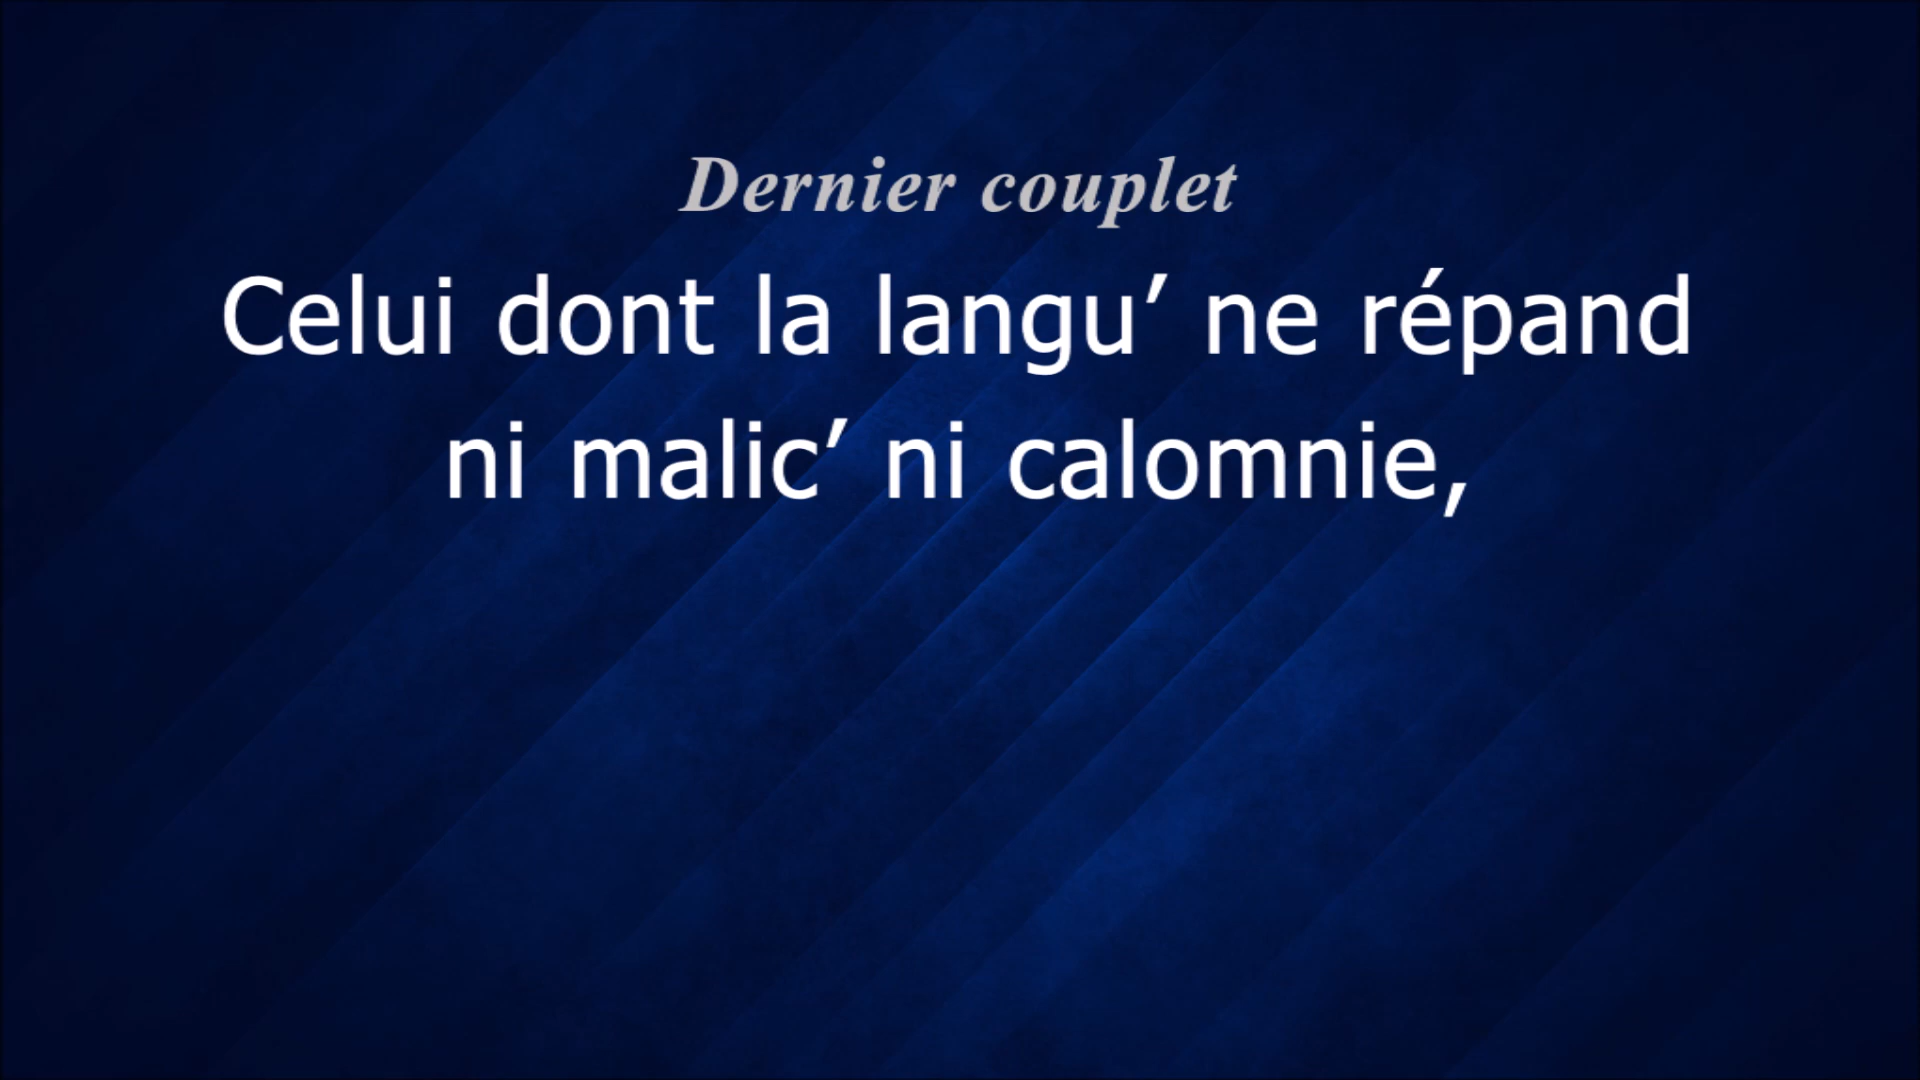 Dernier couplet
Celui dont la langu’ ne répand
ni malic’ ni calomnie,